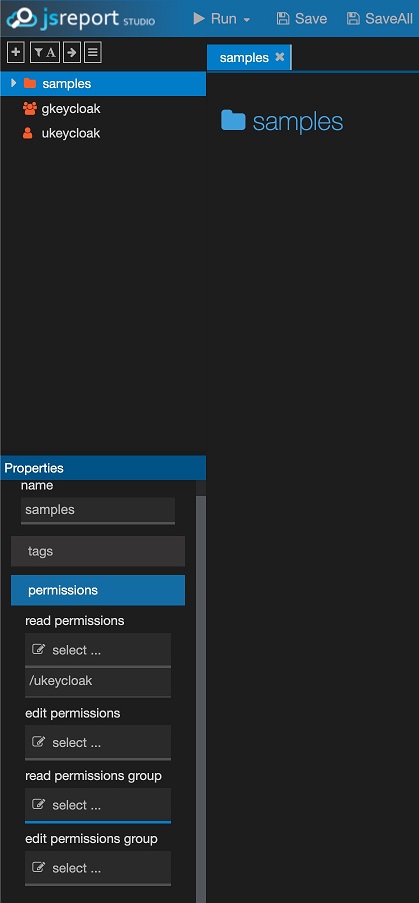 jsreport STUDIO Run Save SaveAll
A samples
samples
gkeycloak
ukeycloak
samples
Properties
name
samples
tags
permissions
read permissions
select ...
/ukeycloak
edit permissions
select ...
read permissions group
select ...
edit permissions group
select ...